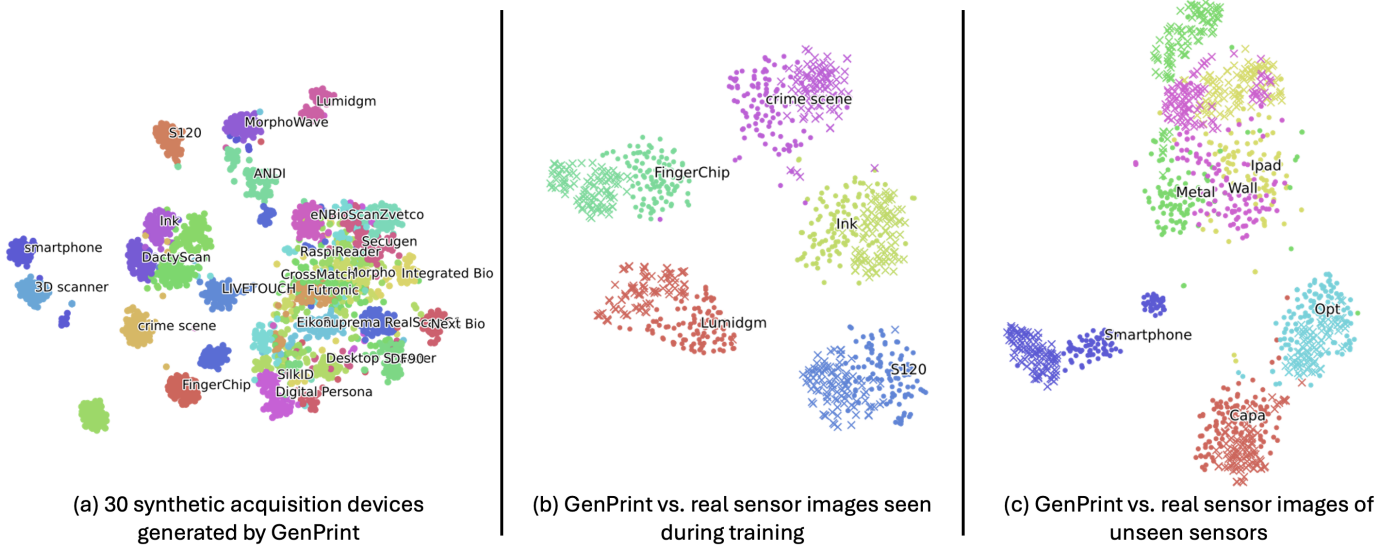 Lumidgm
S120
MorphoWave
ANDI
Ink
eNBioScan
Zvetco
Secugen
smartphone
DactyScan
RaspiReader
CrossMatch
Morpho
Integrated Bio
3D scanner
LIVETOUCH
Futronic
crime scene
Next Bio
Desktop
SilkID
FingerChip
Digital Persona
(a) 30 synthetic acquisition devices
generated by GenPrint
crime scene
FingerChip
Ink
Lumidgm
S120
(b) GenPrint vs. real sensor images seen
during training
Ipad
Metal
Wall
Opt
Smartphone
Capa
(c) GenPrint vs. real sensor images of
unseen sensors